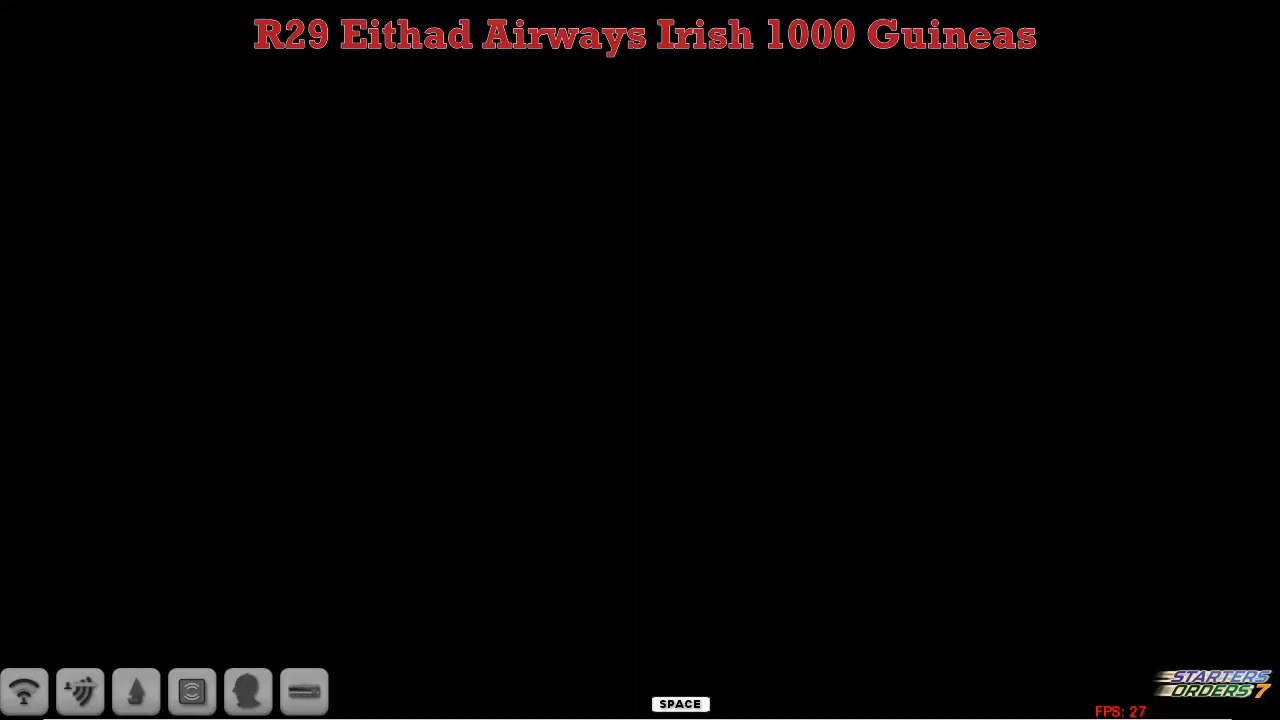 R29 Eithad Airways Irish 1000 Guineas
SPACE
STARTERS
ORDERS 7
FPS: 27